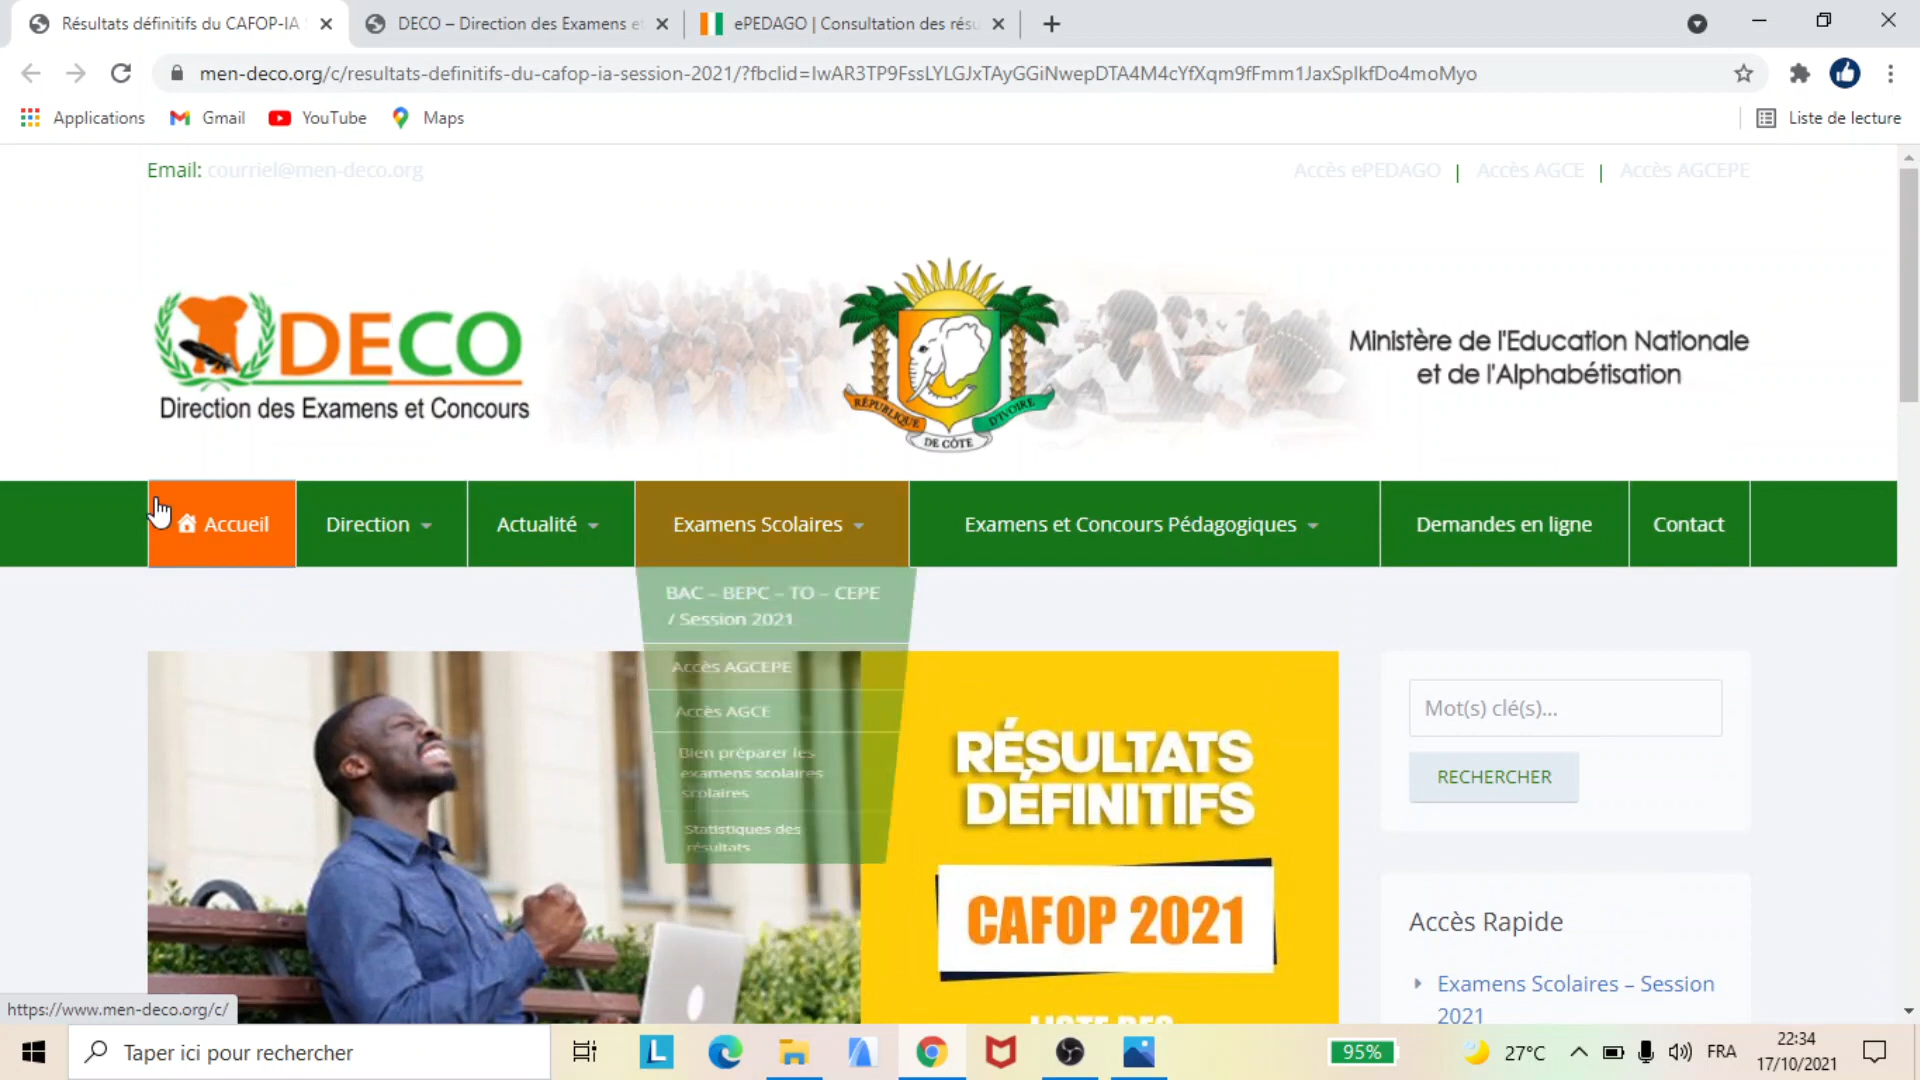 Résultats définitifs du CAFOP-IA
DECO – Direction des Examens et
ePEDAGO | Consultation des résu
men-deco.org/c/resultats-definitifs-du-cafop-ia-session-2021/?fbclid=IwAR3TP9FssLYLGJxTAyGGiNwepDTA4M4cYfXqm9fFmm1JaxSpIkfDo4moMyo
Applications
Gmail
YouTube
Maps
Liste de lecture
Email: courriel@men-deco.org
Accès ePEDAGO | Accès AGCE | Accès AGCEPE
DECO
Direction des Examens et Concours
RÉPUBLIQUE
DE CÔTE
D'IVOIRE
Ministère de l'Education Nationale
et de l'Alphabétisation
Accueil
Direction
Actualité
Examens Scolaires
Examens et Concours Pédagogiques
Demandes en ligne
Contact
BAC – BEPC – TO – CEPE
/ Session 2021
Accès AGCEPE
Accès AGCE
Bien préparer les
examens scolaires
scolaires
Statistiques des
résultats
RÉSULTATS
DÉFINITIFS
CAFOP 2021
LISTE DES
Mot(s) clé(s)...
RECHERCHER
Accès Rapide
Examens Scolaires – Session
2021
https://www.men-deco.org/c/
Taper ici pour rechercher
L
95%
27°C
FRA
22:34
17/10/2021